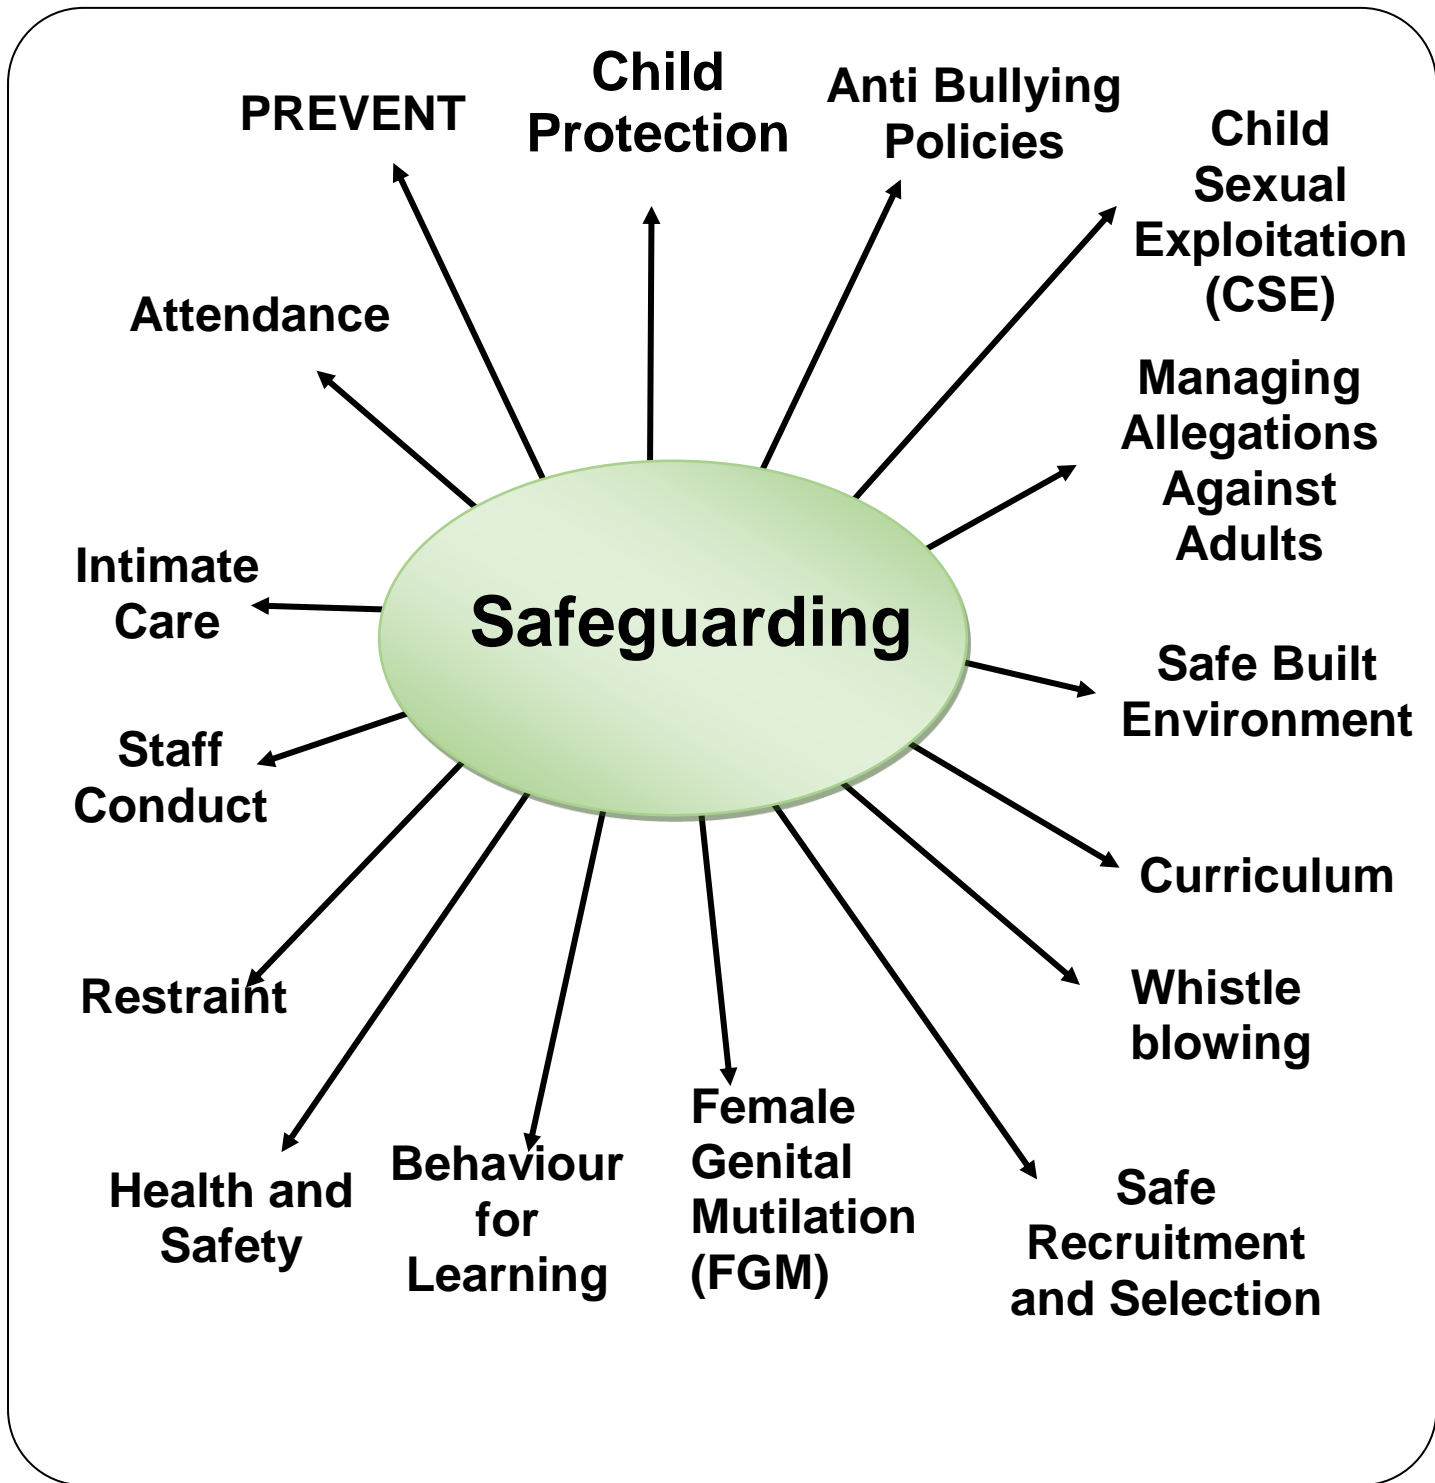 PREVENT
Child
Protection
Anti Bullying
Policies
Child
Sexual
Exploitation
(CSE)
Attendance
Managing
Allegations
Against
Adults
Intimate
Care
Safeguarding
Safe Built
Environment
Staff
Conduct
Curriculum
Restraint
Whistle
blowing
Health and
Safety
Behaviour
for
Learning
Female
Genital
Mutilation
(FGM)
Safe
Recruitment
and Selection